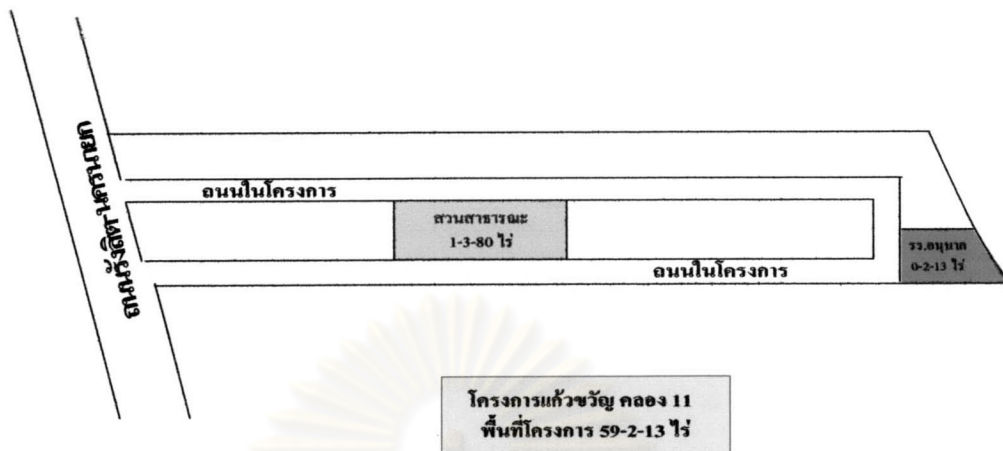 ถนนรังสิต-นครนายก
ถนนในโครงการ
สวนสาธารณะ
1-3-80 ไร่
ถนนในโครงการ
รร.อนุบาล
0-2-13 ไร่
โครงการแก้วขวัญ คลอง 11
พื้นที่โครงการ 59-2-13 ไร่